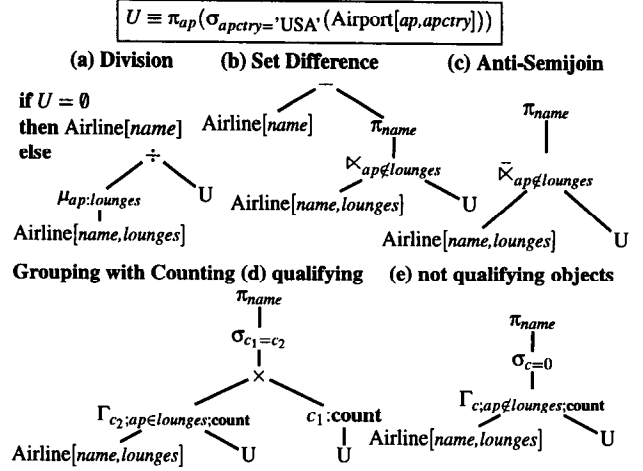 U ≡ π_ap(σ_apctry='USA'(Airport[ap,apctry]))
(a) Division
(b) Set Difference
(c) Anti-Semijoin
if U = ∅
then Airline[name]
else
÷
μ_ap:lounges
U
Airline[name,lounges]
−
Airline[name]
π_name
⋉_ap∉lounges
Airline[name,lounges]
U
π_name
⋉̄_ap∉lounges
Airline[name,lounges]
U
Grouping with Counting (d) qualifying
(e) not qualifying objects
π_name
σ_c1=c2
×
Γ_c2;ap∈lounges;count
c1:count
Airline[name,lounges]
U
U
π_name
σ_c=0
Γ_c;ap∉lounges;count
Airline[name,lounges]
U